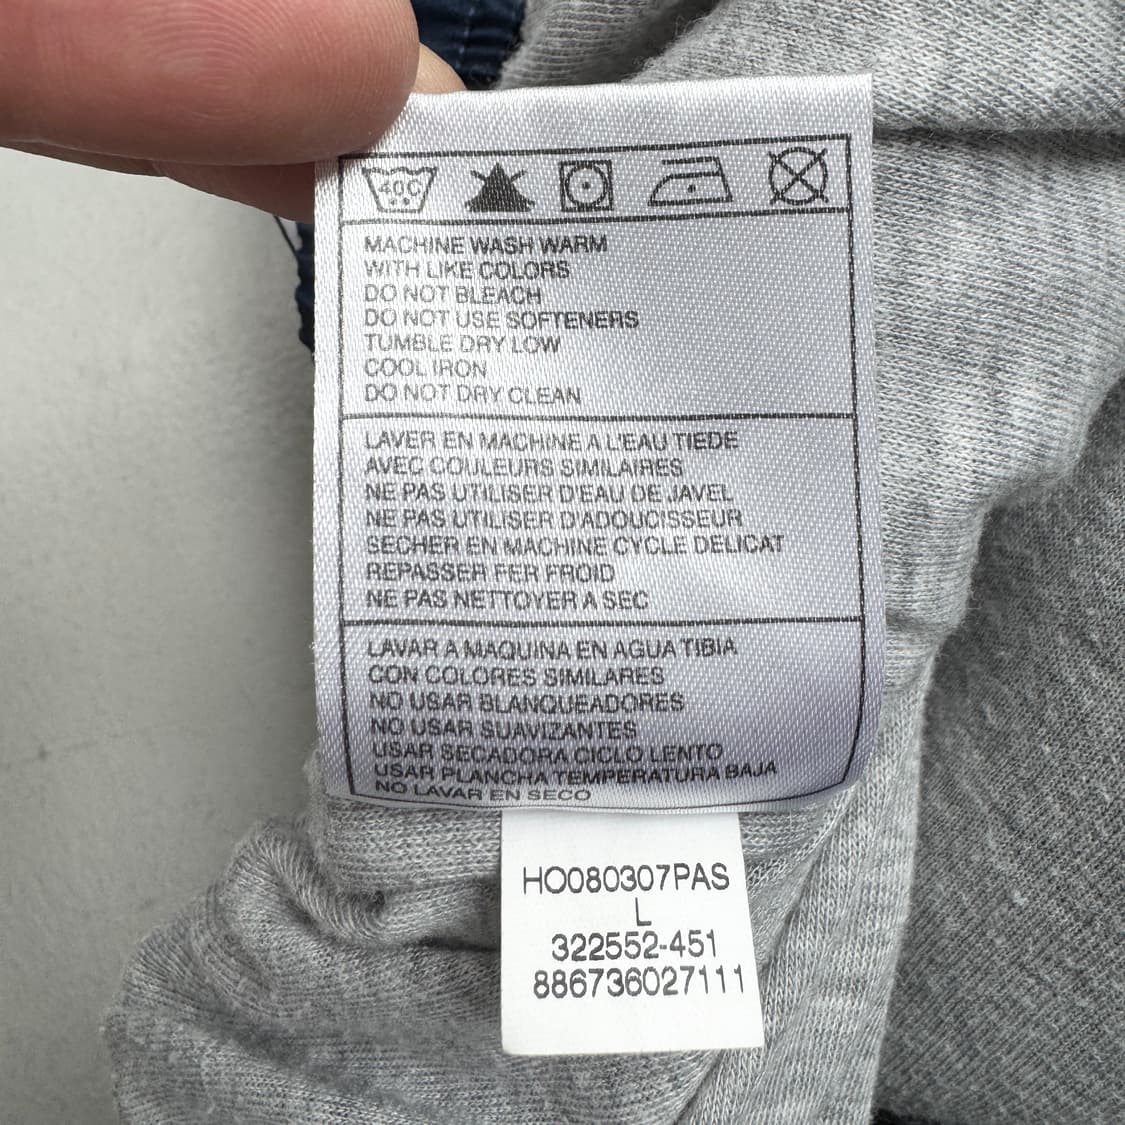 40C
MACHINE WASH WARM
WITH LIKE COLORS
DO NOT BLEACH
DO NOT USE SOFTENERS
TUMBLE DRY LOW
COOL IRON
DO NOT DRY CLEAN
LAVER EN MACHINE A L'EAU TIEDE
AVEC COULEURS SIMILAIRES
NE PAS UTILISER D'EAU DE JAVEL
NE PAS UTILISER D'ADOUCISSEUR
SECHER EN MACHINE CYCLE DELICAT
REPASSER FER FROID
NE PAS NETTOYER A SEC
LAVAR A MAQUINA EN AGUA TIBIA
CON COLORES SIMILARES
NO USAR BLANQUEADORES
NO USAR SUAVIZANTES
USAR SECADORA CICLO LENTO
USAR PLANCHA TEMPERATURA BAJA
NO LAVAR EN SECO
HO080307PAS
L
322552-451
886736027111